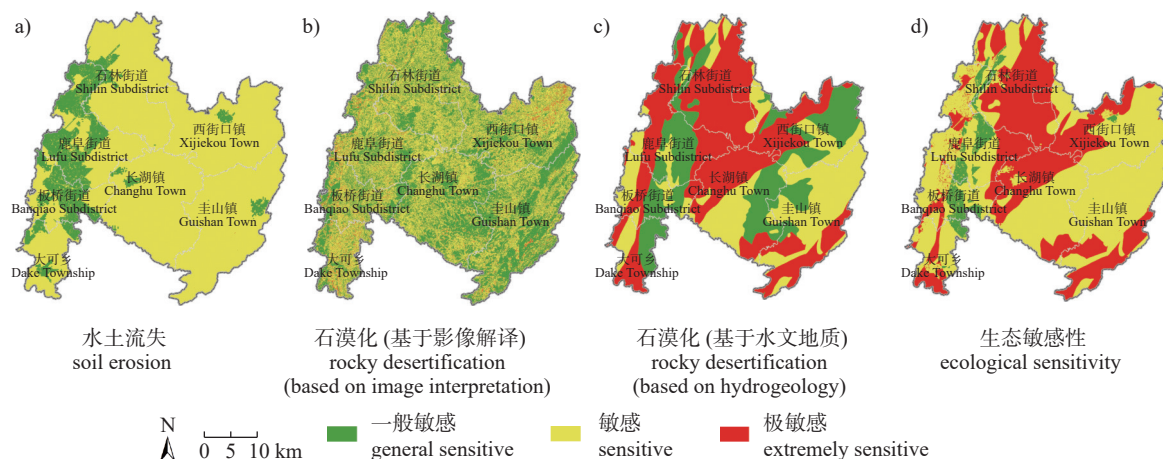 a)
石林街道
Shilin Subdistrict
西街口镇
Xijiekou Town
鹿阜街道
Lufu Subdistrict
长湖镇
Changhu Town
板桥街道
Banqiao Subdistrict
圭山镇
Guishan Town
大可乡
Dake Township
水土流失
soil erosion
b)
石林街道
Shilin Subdistrict
西街口镇
Xijiekou Town
鹿阜街道
Lufu Subdistrict
长湖镇
Changhu Town
板桥街道
Banqiao Subdistrict
圭山镇
Guishan Town
大可乡
Dake Township
石漠化 (基于影像解译)
rocky desertification
(based on image interpretation)
c)
石林街道
Shilin Subdistrict
西街口镇
Xijiekou Town
鹿阜街道
Lufu Subdistrict
长湖镇
Changhu Town
板桥街道
Banqiao Subdistrict
圭山镇
Guishan Town
大可乡
Dake Township
石漠化 (基于水文地质)
rocky desertification
(based on hydrogeology)
d)
石林街道
Shilin Subdistrict
西街口镇
Xijiekou Town
鹿阜街道
Lufu Subdistrict
长湖镇
Changhu Town
板桥街道
Banqiao Subdistrict
圭山镇
Guishan Town
大可乡
Dake Township
生态敏感性
ecological sensitivity
N
0 5 10 km
一般敏感
general sensitive
敏感
sensitive
极敏感
extremely sensitive